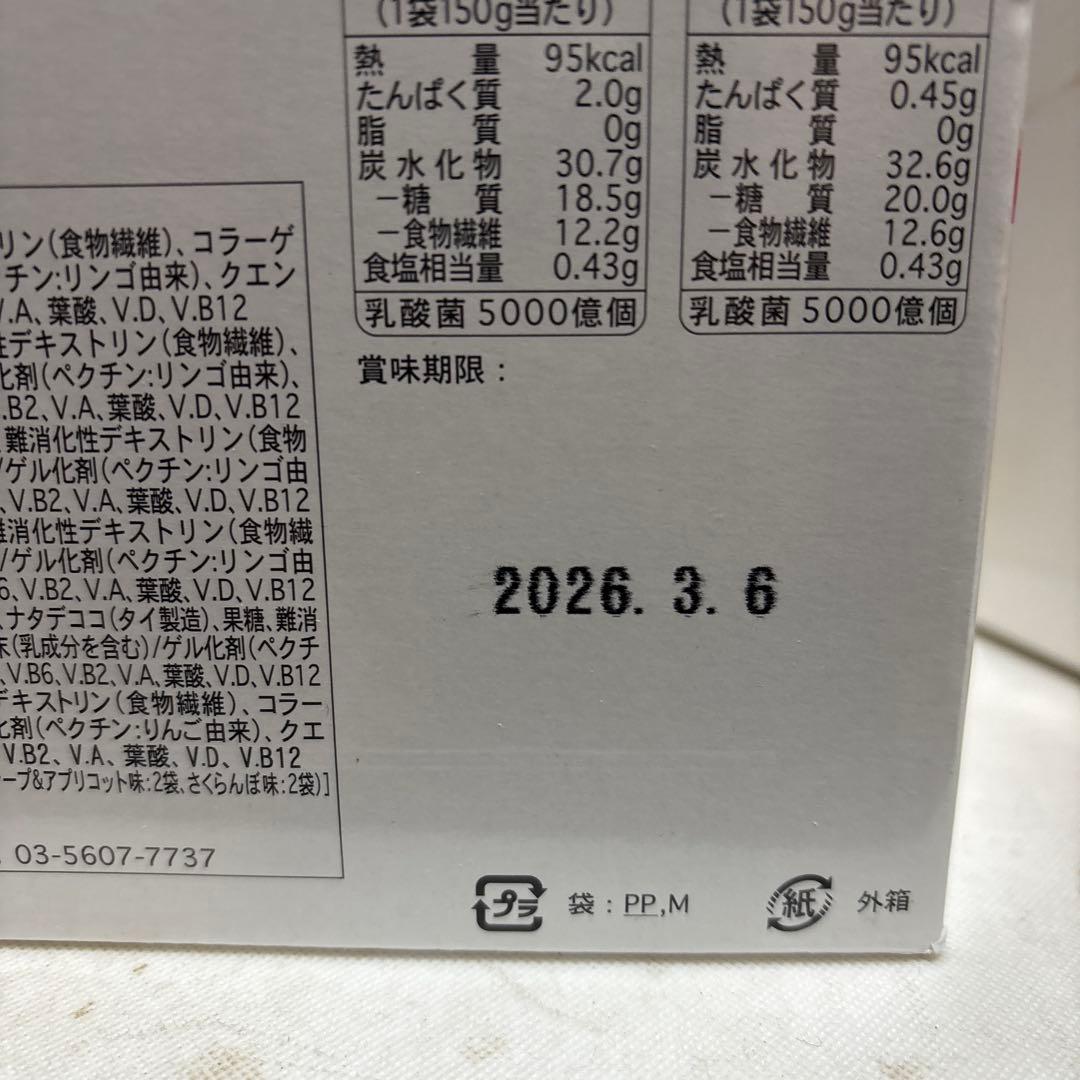 リン(食物繊維)、コラーゲ
クチン:リンゴ由来)、クエン
V.A、葉酸、V.D、V.B12
性デキストリン(食物繊維)、
化剤(ペクチン:リンゴ由来)、
.B2、V.A、葉酸、V.D、V.B12
、難消化性デキストリン(食物
/ゲル化剤(ペクチン:リンゴ由
、V.B2、V.A、葉酸、V.D、V.B12
難消化性デキストリン(食物繊
/ゲル化剤(ペクチン:リンゴ由
6、V.B2、V.A、葉酸、V.D、V.B12
、ナタデココ(タイ製造)、果糖、難消
末(乳成分を含む)/ゲル化剤(ペクチ
、V.B6、V.B2、V.A、葉酸、V.D、V.B12
デキストリン(食物繊維)、コラー
化剤(ペクチン:りんご由来)、クエ
V.B2、V.A、葉酸、V.D、V.B12
ープ&アプリコット味:2袋、さくらんぼ味:2袋)]
03-5607-7737
(1袋150g当たり)
熱量 95kcal
たんぱく質 2.0g
脂質 0g
炭水化物 30.7g
-糖質 18.5g
-食物繊維 12.2g
食塩相当量 0.43g
乳酸菌 5000億個
(1袋150g当たり)
熱量 95kcal
たんぱく質 0.45g
脂質 0g
炭水化物 32.6g
-糖質 20.0g
-食物繊維 12.6g
食塩相当量 0.43g
乳酸菌 5000億個
賞味期限:
2026. 3. 6
プラ 袋:PP,M
紙 外箱